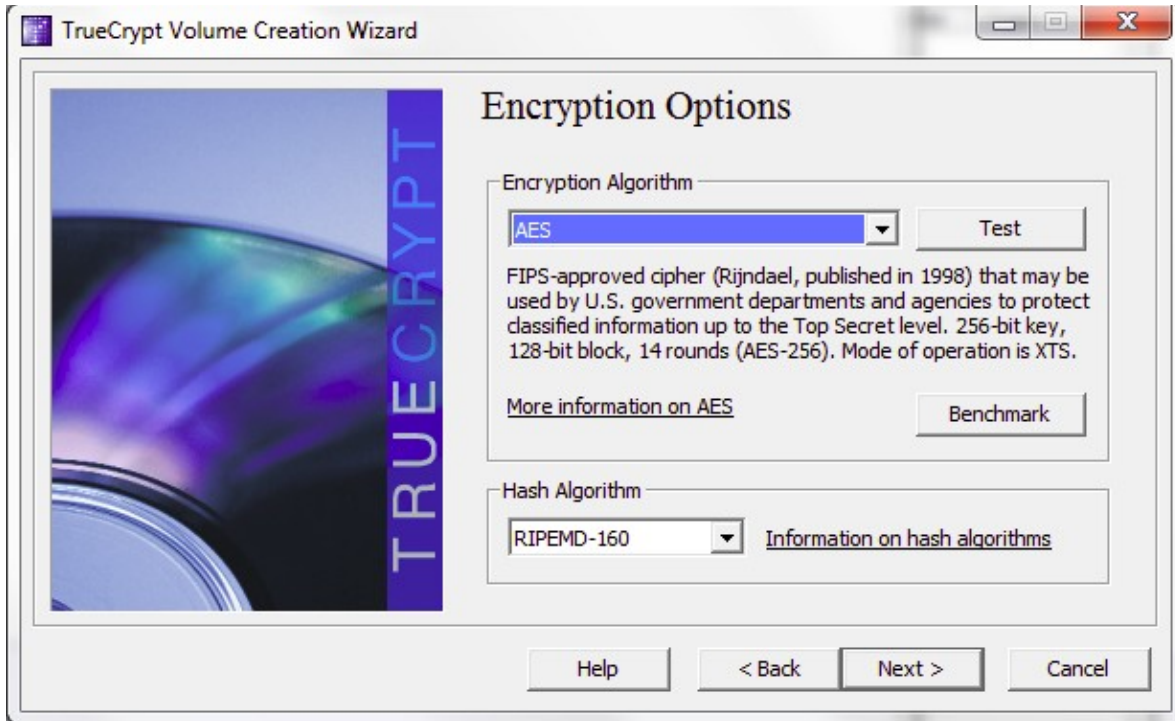 TrueCrypt Volume Creation Wizard
TRUECRYPT
Encryption Options
Encryption Algorithm
AES
Test
FIPS-approved cipher (Rijndael, published in 1998) that may be
used by U.S. government departments and agencies to protect
classified information up to the Top Secret level. 256-bit key,
128-bit block, 14 rounds (AES-256). Mode of operation is XTS.
More information on AES
Benchmark
Hash Algorithm
RIPEMD-160
Information on hash algorithms
Help
< Back
Next >
Cancel